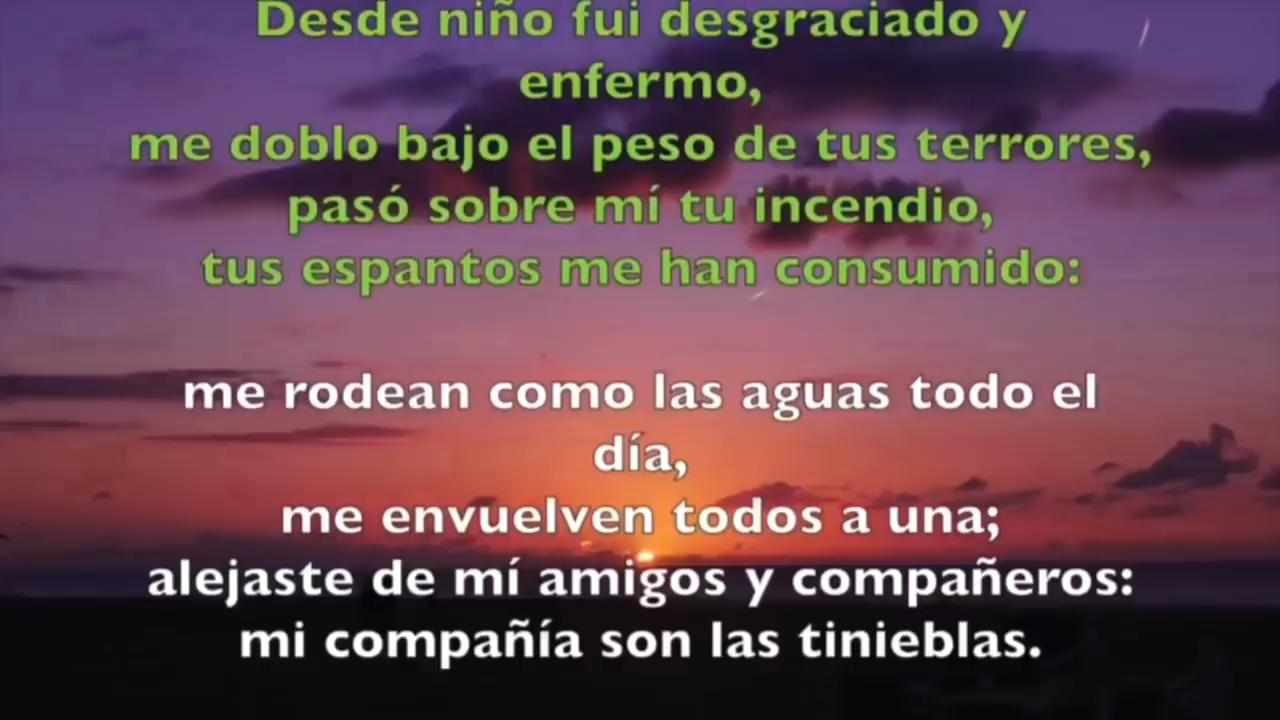 Desde niño fui desgraciado y
enfermo,
me doblo bajo el peso de tus terrores,
pasó sobre mí tu incendio,
tus espantos me han consumido:
me rodean como las aguas todo el
día,
me envuelven todos a una;
alejaste de mí amigos y compañeros:
mi compañía son las tinieblas.